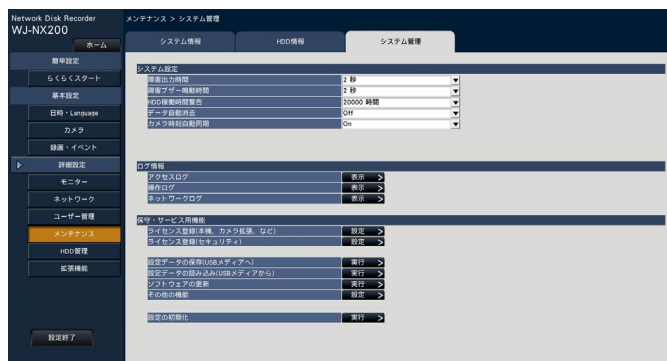 Network Disk Recorder
WJ-NX200
ホーム
メンテナンス > システム管理
システム情報
HDD情報
システム管理
簡単設定
らくらくスタート
基本設定
日時・Language
カメラ
録画・イベント
詳細設定
モニター
ネットワーク
ユーザー管理
メンテナンス
HDD管理
拡張機能
設定終了
システム設定
障害出力時間 2 秒
障害ブザー鳴動時間 2 秒
HDD稼働時間警告 20000 時間
データ自動消去 Off
カメラ時刻自動同期 On
ログ情報
アクセスログ 表示 >
操作ログ 表示 >
ネットワークログ 表示 >
保守・サービス用機能
ライセンス登録(本機、カメラ拡張、など) 設定 >
ライセンス登録(セキュリティ) 設定 >
設定データの保存(USBメディアへ) 実行 >
設定データの読み込み(USBメディアから) 実行 >
ソフトウェアの更新 実行 >
その他の機能 設定 >
設定の初期化 実行 >